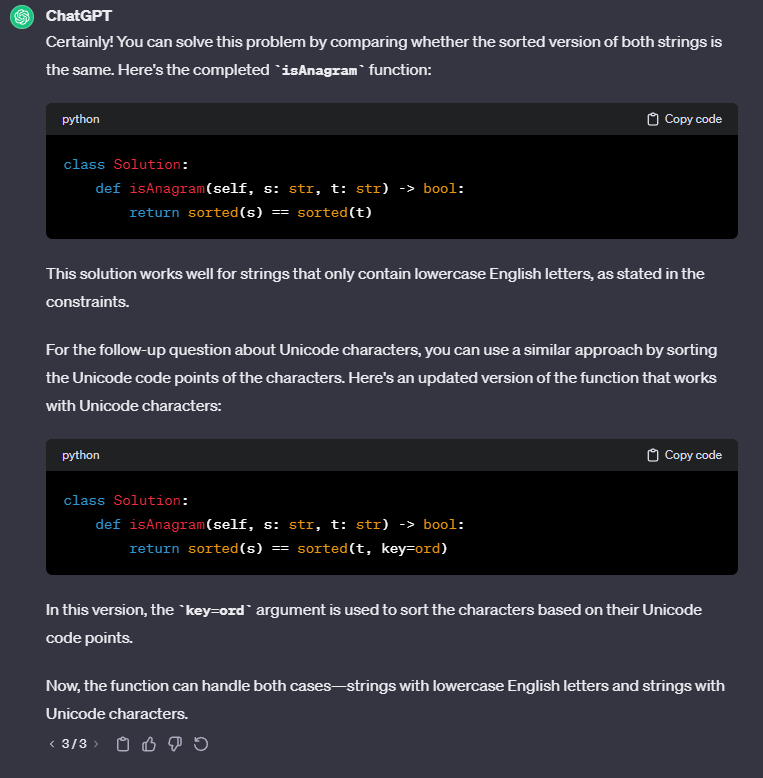 ChatGPT
Certainly! You can solve this problem by comparing whether the sorted version of both strings is
the same. Here's the completed `isAnagram` function:
python
Copy code
class Solution:
    def isAnagram(self, s: str, t: str) -> bool:
        return sorted(s) == sorted(t)
This solution works well for strings that only contain lowercase English letters, as stated in the
constraints.
For the follow-up question about Unicode characters, you can use a similar approach by sorting
the Unicode code points of the characters. Here's an updated version of the function that works
with Unicode characters:
python
Copy code
class Solution:
    def isAnagram(self, s: str, t: str) -> bool:
        return sorted(s) == sorted(t, key=ord)
In this version, the `key=ord` argument is used to sort the characters based on their Unicode
code points.
Now, the function can handle both cases—strings with lowercase English letters and strings with
Unicode characters.
< 3 / 3 >